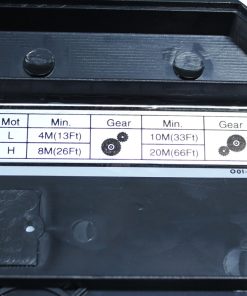 Mot Min. Gear Min. Gear
L 4M(13Ft) 10M(33Ft)
H 8M(26Ft) 20M(66Ft)